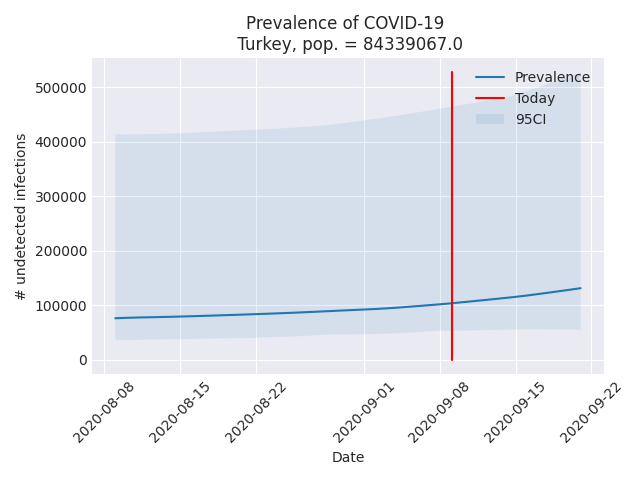 Prevalence of COVID-19
Turkey, pop. = 84339067.0
Prevalence
Today
95CI
# undetected infections
500000
400000
300000
200000
100000
0
2020-08-08
2020-08-15
2020-08-22
2020-09-01
2020-09-08
2020-09-15
2020-09-22
Date